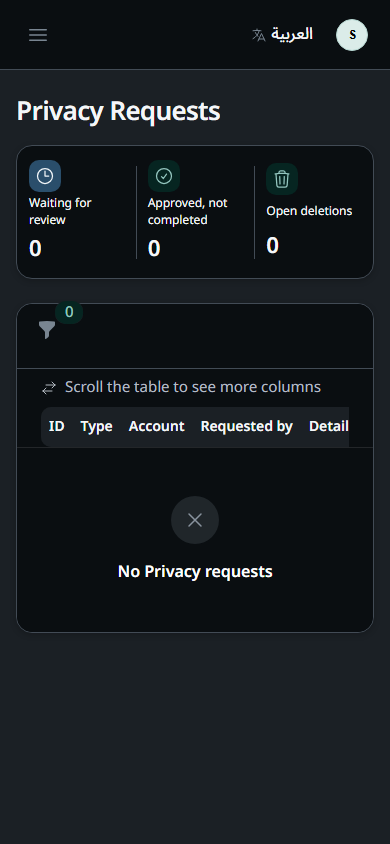 العربية
S
Privacy Requests
Waiting for
review
0
Approved, not
completed
0
Open deletions
0
0
Scroll the table to see more columns
ID Type Account Requested by Detail
No Privacy requests